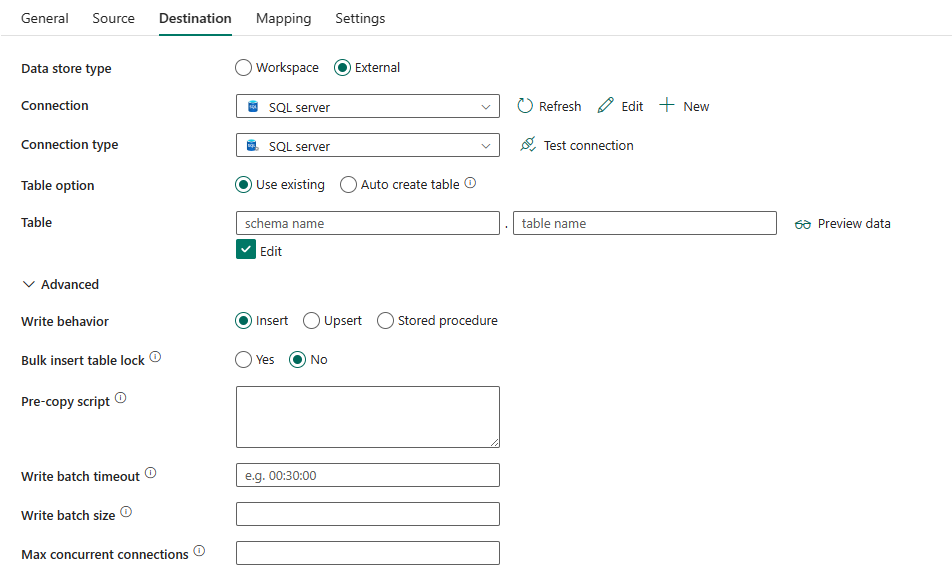 General Source Destination Mapping Settings
Data store type Workspace External
Connection SQL server Refresh Edit New
Connection type SQL server Test connection
Table option Use existing Auto create table
Table schema name . table name Preview data
Edit
Advanced
Write behavior Insert Upsert Stored procedure
Bulk insert table lock Yes No
Pre-copy script
Write batch timeout e.g. 00:30:00
Write batch size
Max concurrent connections